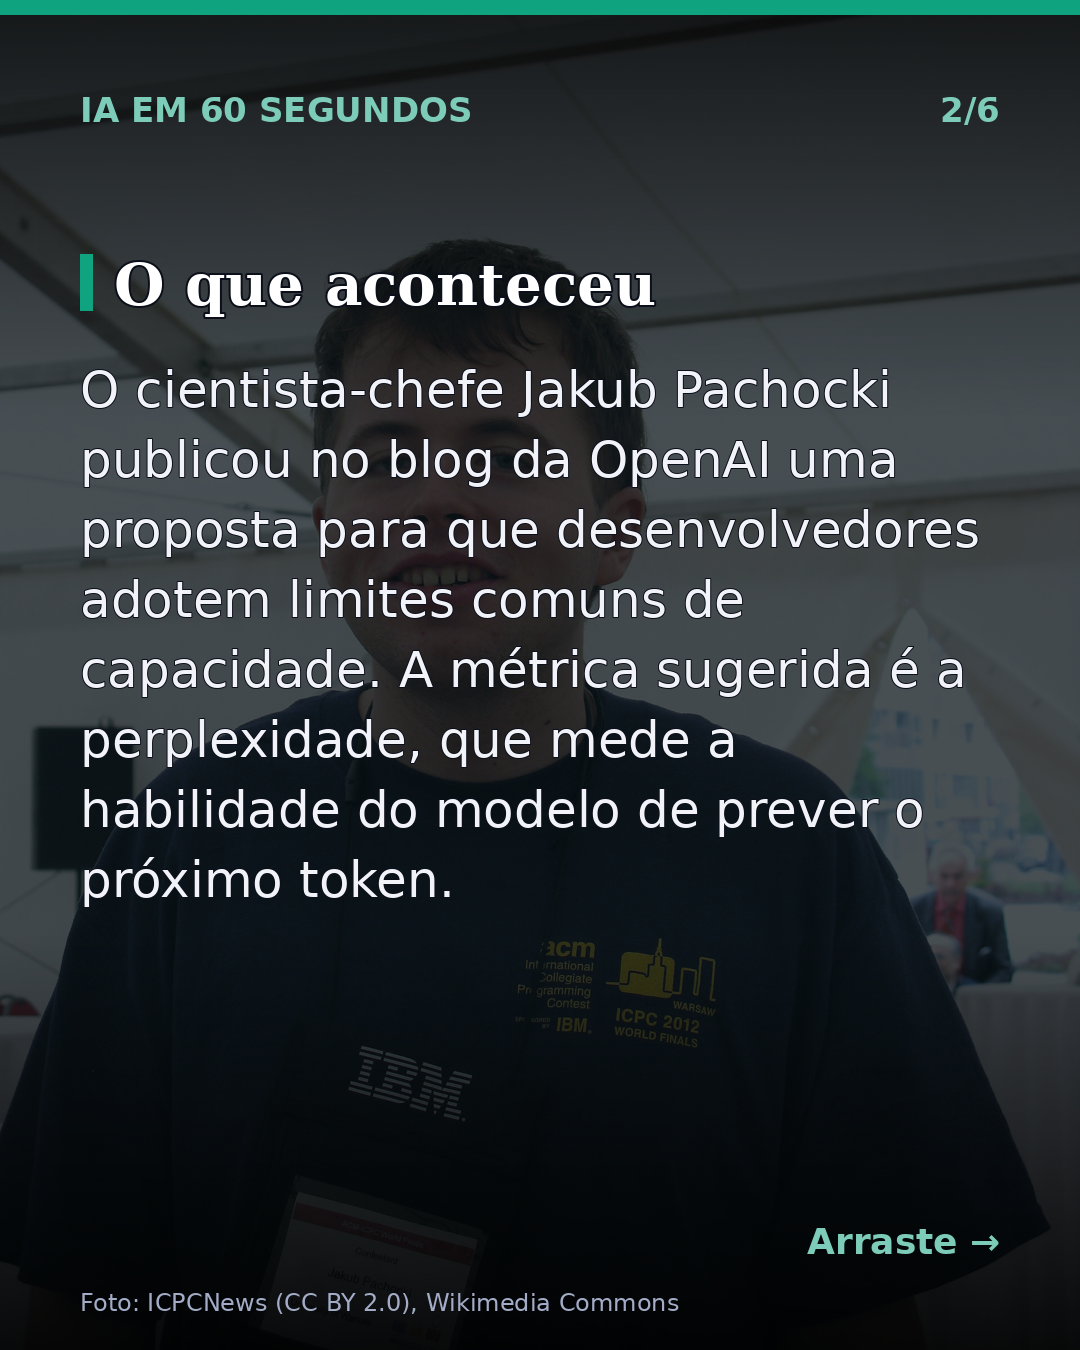 IA EM 60 SEGUNDOS
2/6
O que aconteceu
O cientista-chefe Jakub Pachocki
publicou no blog da OpenAI uma
proposta para que desenvolvedores
adotem limites comuns de
capacidade. A métrica sugerida é a
perplexidade, que mede a
habilidade do modelo de prever o
próximo token.
acm
International
Collegiate
Programming
Contest
IBM.
WARSAW
ICPC 2012
WORLD FINALS
IBM
Jakub
Arraste →
Foto: ICPCNews (CC BY 2.0), Wikimedia Commons